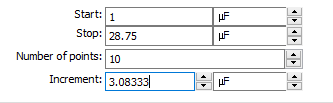 Start: 1 µF
Stop: 28.75 µF
Number of points: 10
Increment: 3.08333 µF